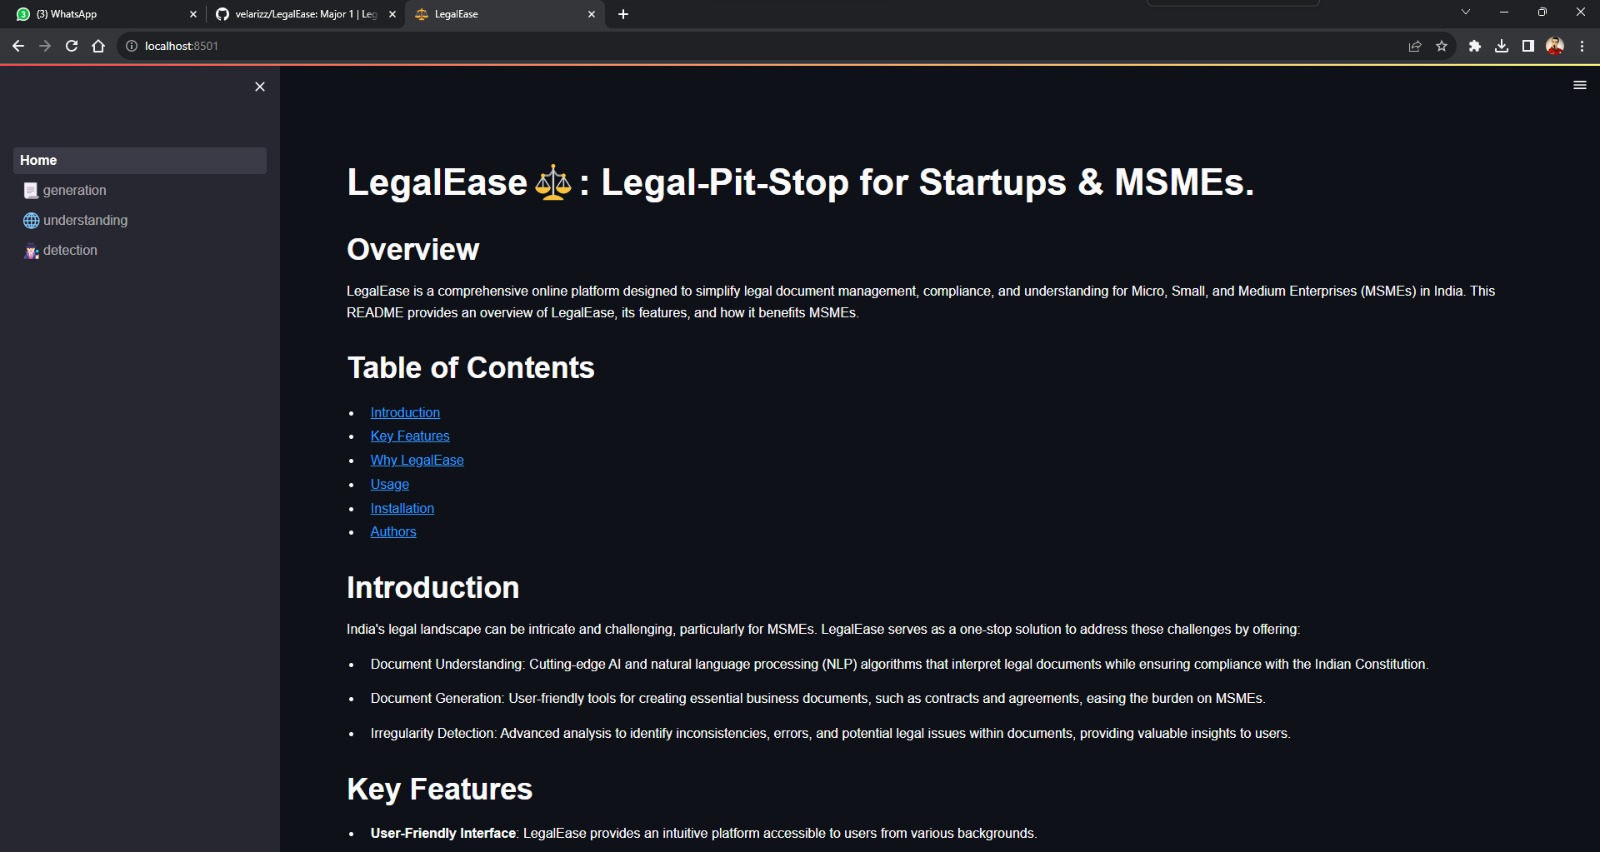 (3) WhatsApp
velarizz/LegalEase: Major 1 | Leg
LegalEase
localhost:8501
Home
generation
understanding
detection
LegalEase⚖️: Legal-Pit-Stop for Startups & MSMEs.
Overview
LegalEase is a comprehensive online platform designed to simplify legal document management, compliance, and understanding for Micro, Small, and Medium Enterprises (MSMEs) in India. This
README provides an overview of LegalEase, its features, and how it benefits MSMEs.
Table of Contents
• Introduction
• Key Features
• Why LegalEase
• Usage
• Installation
• Authors
Introduction
India's legal landscape can be intricate and challenging, particularly for MSMEs. LegalEase serves as a one-stop solution to address these challenges by offering:
• Document Understanding: Cutting-edge AI and natural language processing (NLP) algorithms that interpret legal documents while ensuring compliance with the Indian Constitution.
• Document Generation: User-friendly tools for creating essential business documents, such as contracts and agreements, easing the burden on MSMEs.
• Irregularity Detection: Advanced analysis to identify inconsistencies, errors, and potential legal issues within documents, providing valuable insights to users.
Key Features
• User-Friendly Interface: LegalEase provides an intuitive platform accessible to users from various backgrounds.